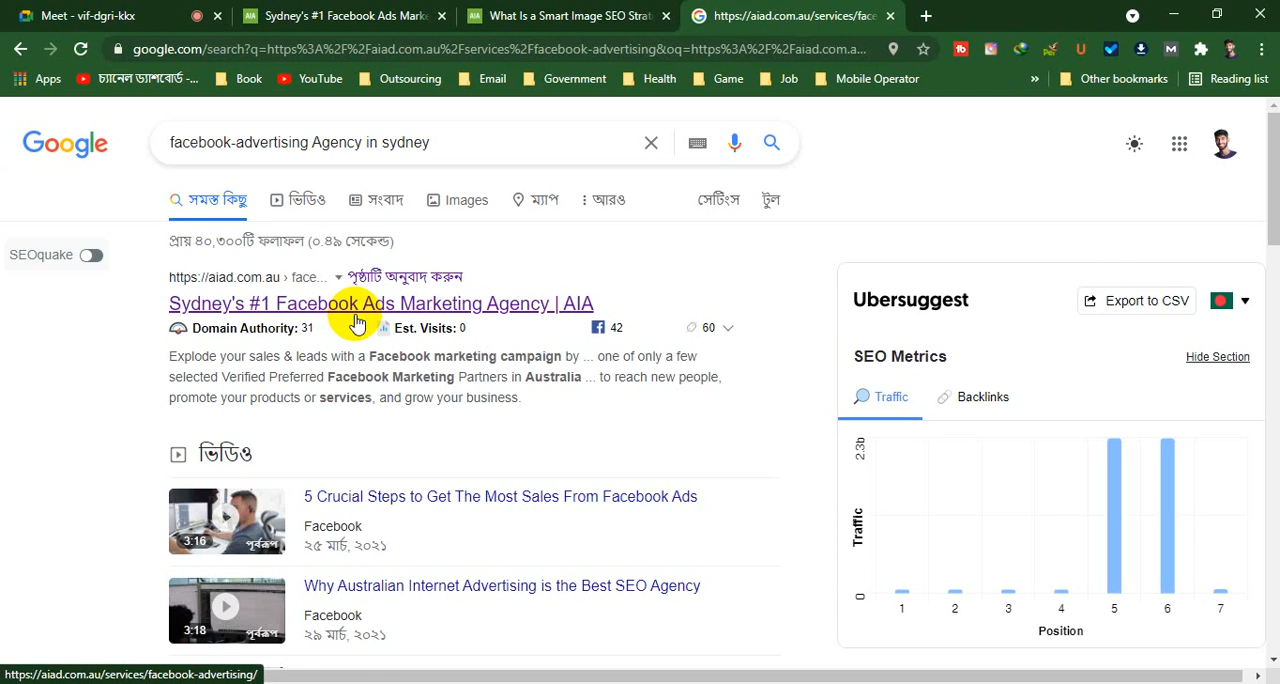 Meet - vif-dgri-kkx
Sydney's #1 Facebook Ads Marke
What Is a Smart Image SEO Strat
https://aiad.com.au/services/face
google.com/search?q=https%3A%2F%2Faiad.com.au%2Fservices%2Ffacebook-advertising&oq=https%3A%2F%2Faiad.com.a...
Apps
চ্যানেল ড্যাশবোর্ড -...
Book
YouTube
Outsourcing
Email
Government
Health
Game
Job
Mobile Operator
»
Other bookmarks
Reading list
Google
facebook-advertising Agency in sydney
সমস্ত কিছু
ভিডিও
সংবাদ
Images
ম্যাপ
আরও
সেটিংস
টুল
SEOquake
প্রায় ৪০,৩০০টি ফলাফল (০.৪৯ সেকেন্ড)
https://aiad.com.au › face... পৃষ্ঠাটি অনুবাদ করুন
Sydney's #1 Facebook Ads Marketing Agency | AIA
Domain Authority: 31
Est. Visits: 0
42
60
Explode your sales & leads with a Facebook marketing campaign by ... one of only a few
selected Verified Preferred Facebook Marketing Partners in Australia ... to reach new people,
promote your products or services, and grow your business.
ভিডিও
5 Crucial Steps to Get The Most Sales From Facebook Ads
Facebook
২৫ মার্চ, ২০২১
3:16
পূর্বরূপ
Why Australian Internet Advertising is the Best SEO Agency
Facebook
২৯ মার্চ, ২০২১
3:18
পূর্বরূপ
Ubersuggest
Export to CSV
SEO Metrics
Hide Section
Traffic
Backlinks
2.3b
Traffic
0
1 2 3 4 5 6 7
Position
https://aiad.com.au/services/facebook-advertising/